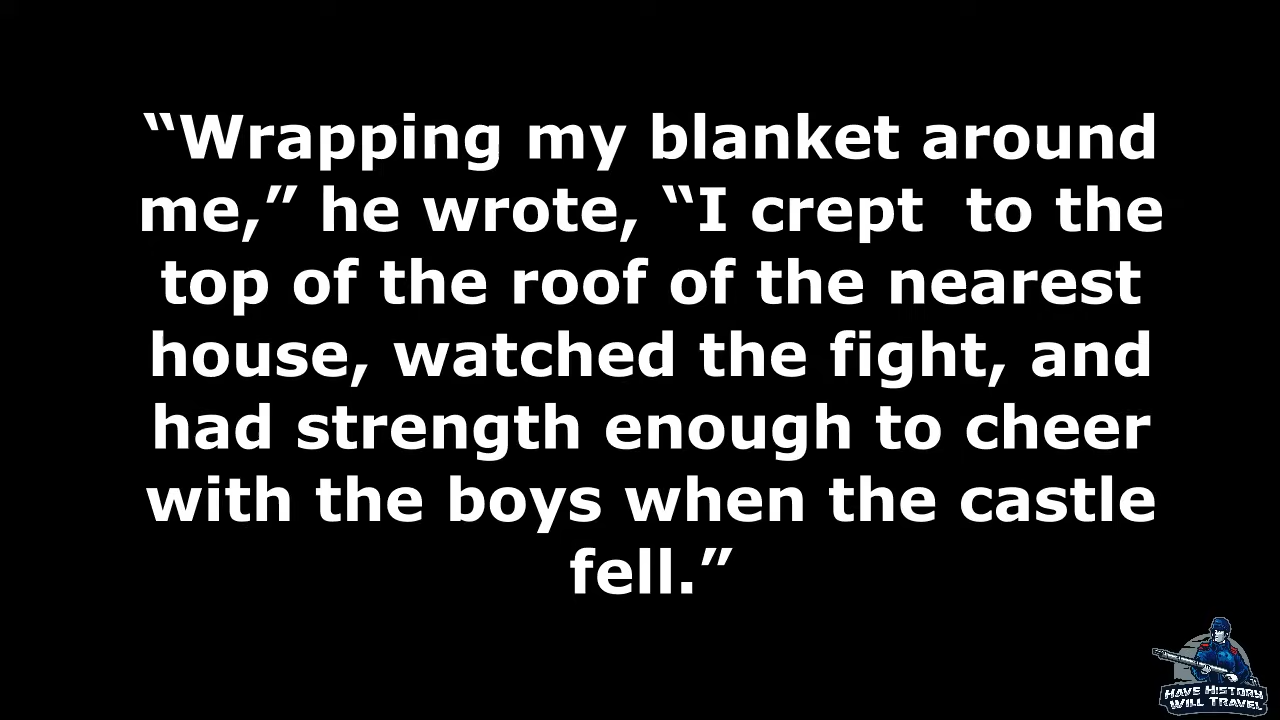 “Wrapping my blanket around
me,” he wrote, “I crept  to the
top of the roof of the nearest
house, watched the fight, and
had strength enough to cheer
with the boys when the castle
fell.”
HAVE HISTORY
WILL TRAVEL